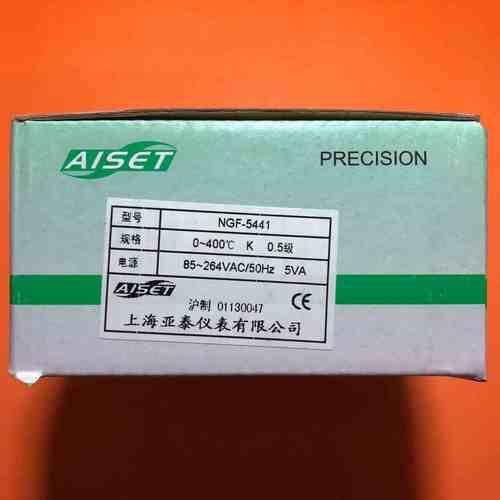 AISET
PRECISION
型号 NGF-5441
规格 0~400℃ K 0.5级
电源 85~264VAC/50Hz 5VA
AISET
沪制 01130047
CE
上海亚泰仪表有限公司